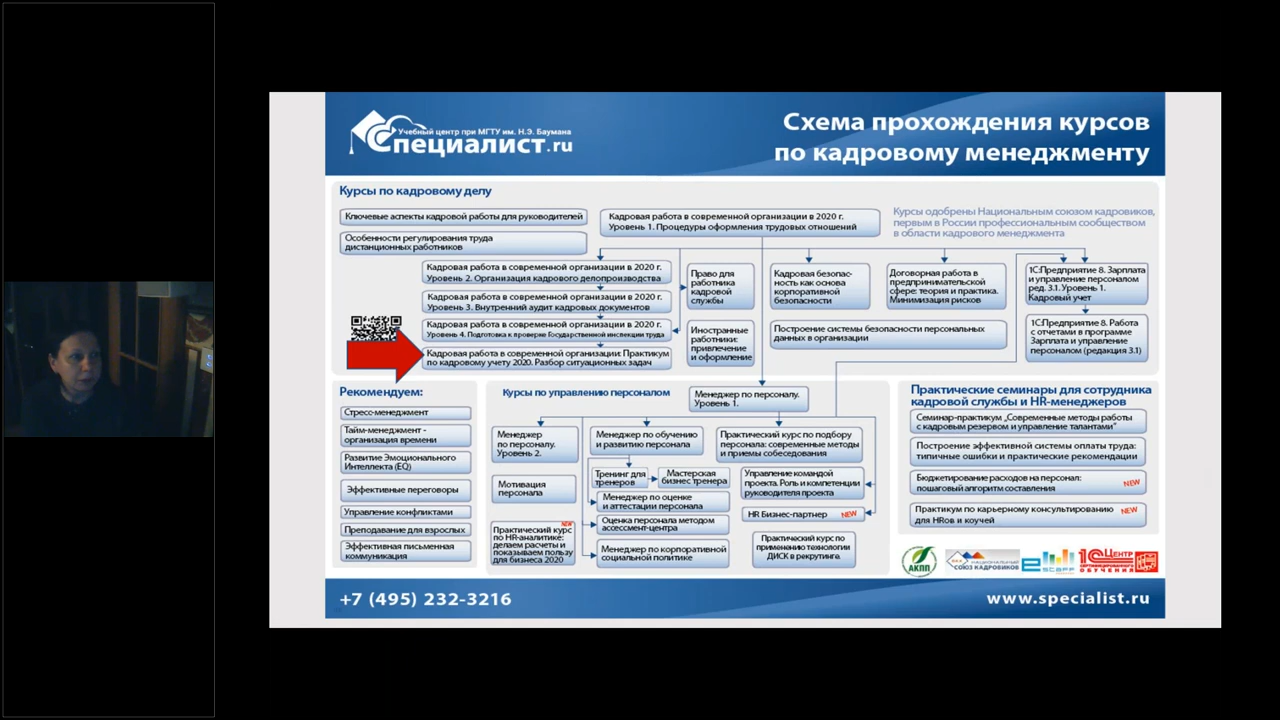 Учебный центр при МГТУ им. Н.Э. Баумана
Специалист.ru
Схема прохождения курсов
по кадровому менеджменту
Курсы по кадровому делу
Ключевые аспекты кадровой работы для руководителей
Особенности регулирования труда
дистанционных работников
Кадровая работа в современной организации в 2020 г.
Уровень 1. Процедуры оформления трудовых отношений
Курсы одобрены Национальным союзом кадровиков,
первым в России профессиональным сообществом
в области кадрового менеджмента
Кадровая работа в современной организации в 2020 г.
Уровень 2. Организация кадрового делопроизводства
Кадровая работа в современной организации в 2020 г.
Уровень 3. Внутренний аудит кадровых документов
Кадровая работа в современной организации в 2020 г.
Уровень 4. Подготовка к проверке Государственной инспекции труда
Кадровая работа в современной организации: Практикум
по кадровому учету 2020. Разбор ситуационных задач
Право для
работника
кадровой
службы
Иностранные
работники:
привлечение
и оформление
Кадровая безопас-
ность как основа
корпоративной
безопасности
Договорная работа в
предпринимательской
сфере: теория и практика.
Минимизация рисков
Построение системы безопасности персональных
данных в организации
1С:Предприятие 8. Зарплата
и управление персоналом
ред. 3.1. Уровень 1.
Кадровый учет
1С:Предприятие 8. Работа
с отчетами в программе
Зарплата и управление
персоналом (редакция 3.1)
Рекомендуем:
Стресс-менеджмент
Тайм-менеджмент -
организация времени
Развитие Эмоционального
Интеллекта (EQ)
Эффективные переговоры
Управление конфликтами
Преподавание для взрослых
Эффективная письменная
коммуникация
Курсы по управлению персоналом
Менеджер по персоналу.
Уровень 1.
Менеджер
по персоналу.
Уровень 2.
Мотивация
персонала
NEW
Практический курс
по HR-аналитике:
делаем расчеты и
показываем пользу
для бизнеса 2020
Менеджер по обучению
и развитию персонала
Тренинг для
тренеров
Мастерская
бизнес тренера
Менеджер по оценке
и аттестации персонала
Оценка персонала методом
ассессмент-центра
Менеджер по корпоративной
социальной политике
Практический курс по подбору
персонала: современные методы
и приемы собеседования
Управление командой
проекта. Роль и компетенции
руководителя проекта
HR Бизнес-партнер NEW
Практический курс по
применению технологии
ДИСК в рекрутинге.
Практические семинары для сотрудника
кадровой службы и HR-менеджеров
Семинар-практикум „Современные методы работы
с кадровым резервом и управление талантами“
Построение эффективной системы оплаты труда:
типичные ошибки и практические рекомендации
Бюджетирование расходов на персонал:
пошаговый алгоритм составления NEW
Практикум по карьерному консультированию
для HRов и коучей NEW
АКПП
НАЦИОНАЛЬНЫЙ
СОЮЗ КАДРОВИКОВ
e staff
1С ЦЕНТР
СЕРТИФИЦИРОВАННОГО
ОБУЧЕНИЯ
+7 (495) 232-3216
www.specialist.ru